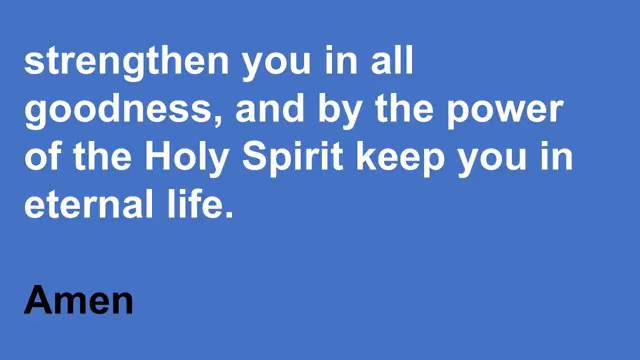 strengthen you in all
goodness, and by the power
of the Holy Spirit keep you in
eternal life.
Amen